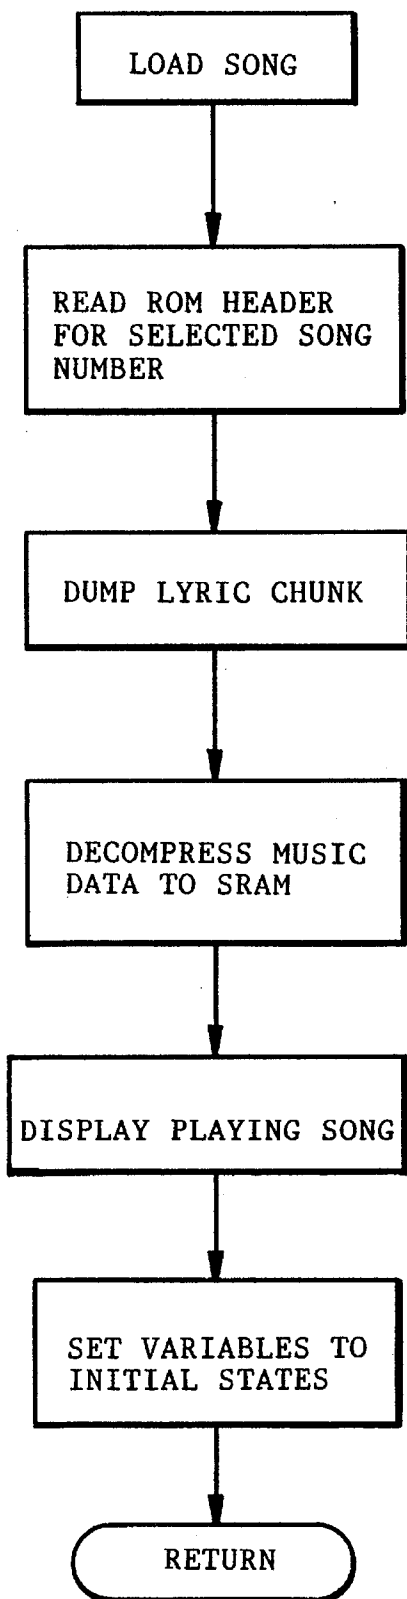 LOAD SONG
READ ROM HEADER
FOR SELECTED SONG
NUMBER
DUMP LYRIC CHUNK
DECOMPRESS MUSIC
DATA TO SRAM
DISPLAY PLAYING SONG
SET VARIABLES TO
INITIAL STATES
RETURN